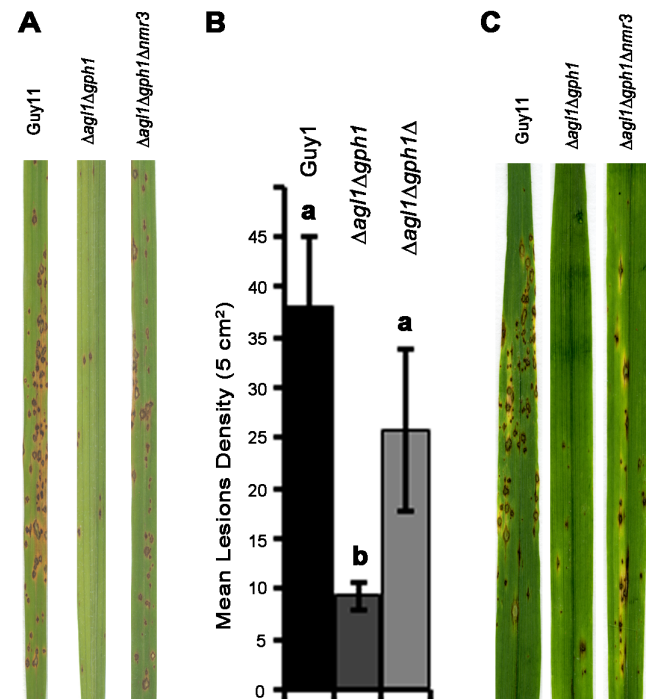 A
Guy11
Δagl1Δgph1
Δagl1Δgph1Δnmr3
B
Guy1
Δagl1Δgph1
Δagl1Δgph1Δ
Mean Lesions Density (5 cm²)
45
40
35
30
25
20
15
10
5
0
a
b
a
C
Guy11
Δagl1Δgph1
Δagl1Δgph1Δnmr3